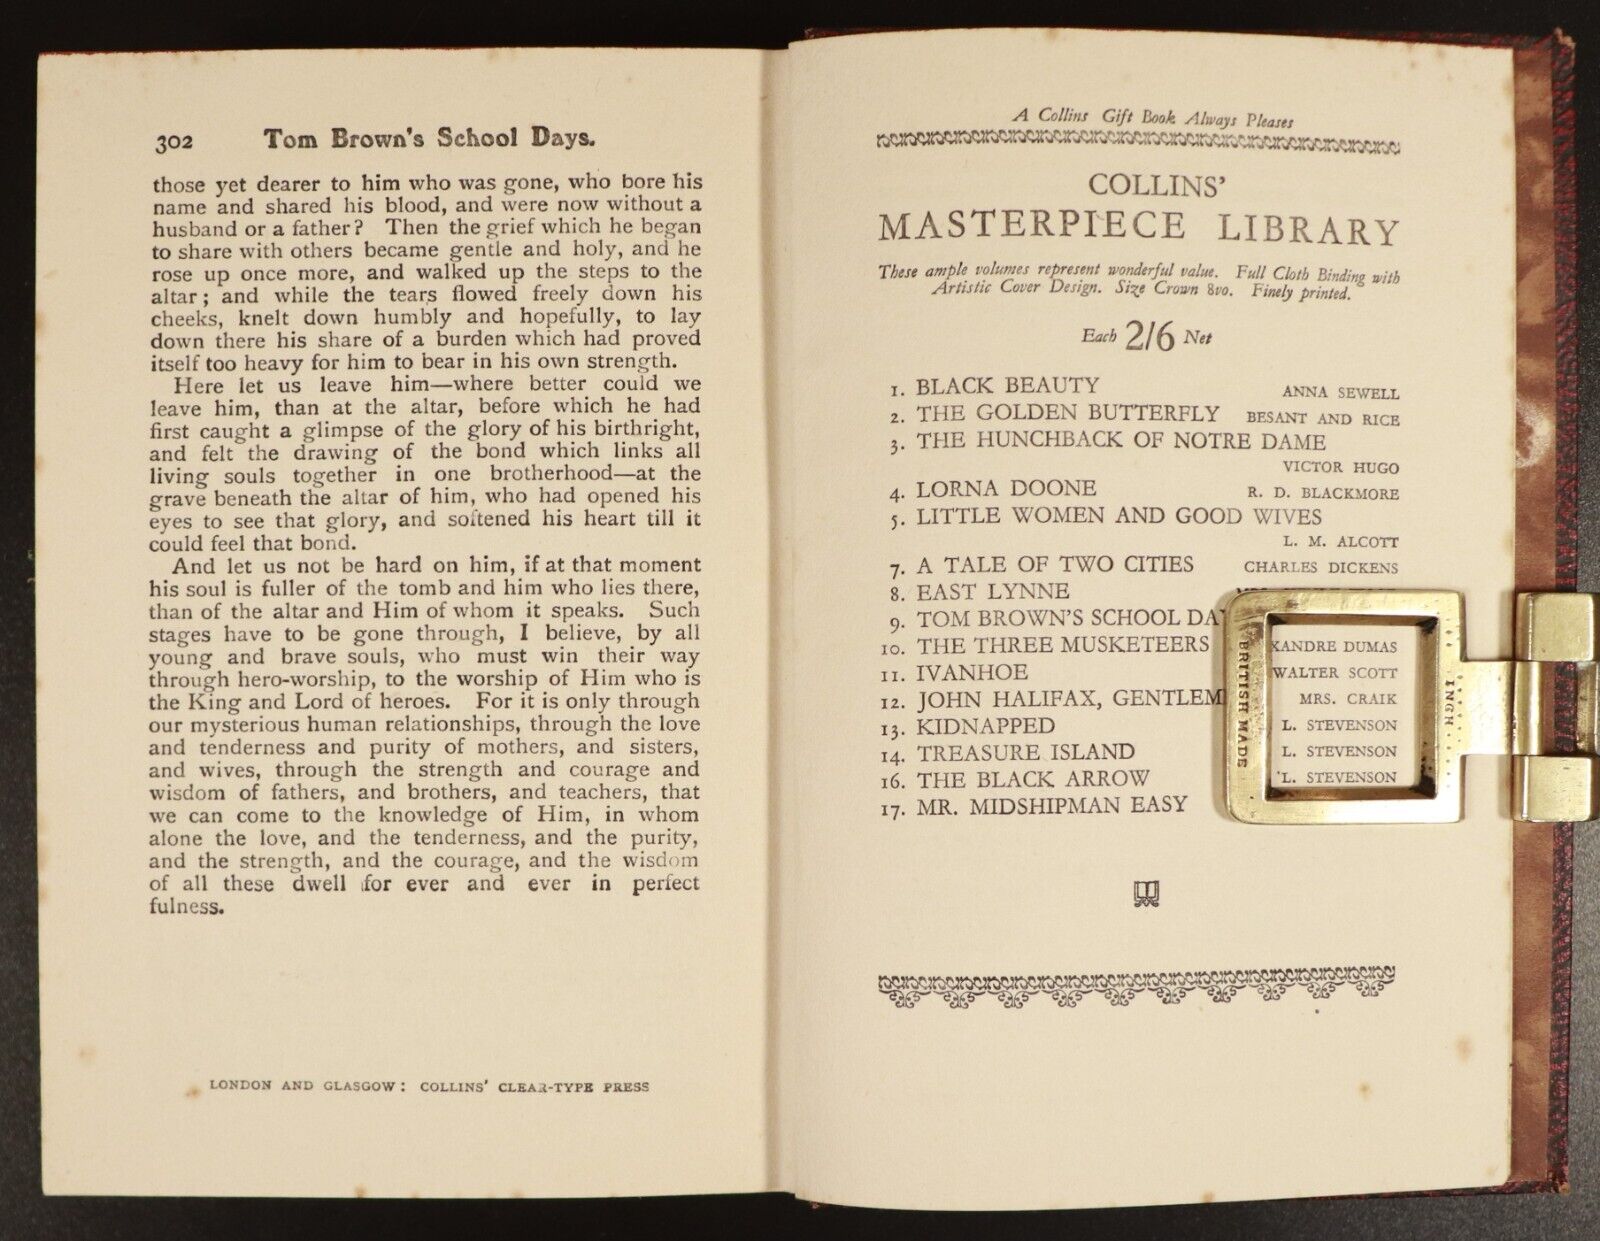 302 Tom Brown's School Days.
those yet dearer to him who was gone, who bore his
name and shared his blood, and were now without a
husband or a father? Then the grief which he began
to share with others became gentle and holy, and he
rose up once more, and walked up the steps to the
altar; and while the tears flowed freely down his
cheeks, knelt down humbly and hopefully, to lay
down there his share of a burden which had proved
itself too heavy for him to bear in his own strength.
Here let us leave him—where better could we
leave him, than at the altar, before which he had
first caught a glimpse of the glory of his birthright,
and felt the drawing of the bond which links all
living souls together in one brotherhood—at the
grave beneath the altar of him, who had opened his
eyes to see that glory, and softened his heart till it
could feel that bond.
And let us not be hard on him, if at that moment
his soul is fuller of the tomb and him who lies there,
than of the altar and Him of whom it speaks. Such
stages have to be gone through, I believe, by all
young and brave souls, who must win their way
through hero-worship, to the worship of Him who is
the King and Lord of heroes. For it is only through
our mysterious human relationships, through the love
and tenderness and purity of mothers, and sisters,
and wives, through the strength and courage and
wisdom of fathers, and brothers, and teachers, that
we can come to the knowledge of Him, in whom
alone the love, and the tenderness, and the purity,
and the strength, and the courage, and the wisdom
of all these dwell for ever and ever in perfect
fulness.
LONDON AND GLASGOW: COLLINS' CLEAR-TYPE PRESS
A Collins Gift Book Always Pleases
COLLINS'
MASTERPIECE LIBRARY
These ample volumes represent wonderful value. Full Cloth Binding with
Artistic Cover Design. Size Crown 8vo. Finely printed.
Each 2/6 Net
1. BLACK BEAUTY ANNA SEWELL
2. THE GOLDEN BUTTERFLY BESANT AND RICE
3. THE HUNCHBACK OF NOTRE DAME
VICTOR HUGO
4. LORNA DOONE R. D. BLACKMORE
5. LITTLE WOMEN AND GOOD WIVES
L. M. ALCOTT
7. A TALE OF TWO CITIES CHARLES DICKENS
8. EAST LYNNE
9. TOM BROWN'S SCHOOL DA
10. THE THREE MUSKETEERS XANDRE DUMAS
11. IVANHOE WALTER SCOTT
12. JOHN HALIFAX, GENTLEM MRS. CRAIK
13. KIDNAPPED L. STEVENSON
14. TREASURE ISLAND L. STEVENSON
16. THE BLACK ARROW L. STEVENSON
17. MR. MIDSHIPMAN EASY
BRITISH MADE